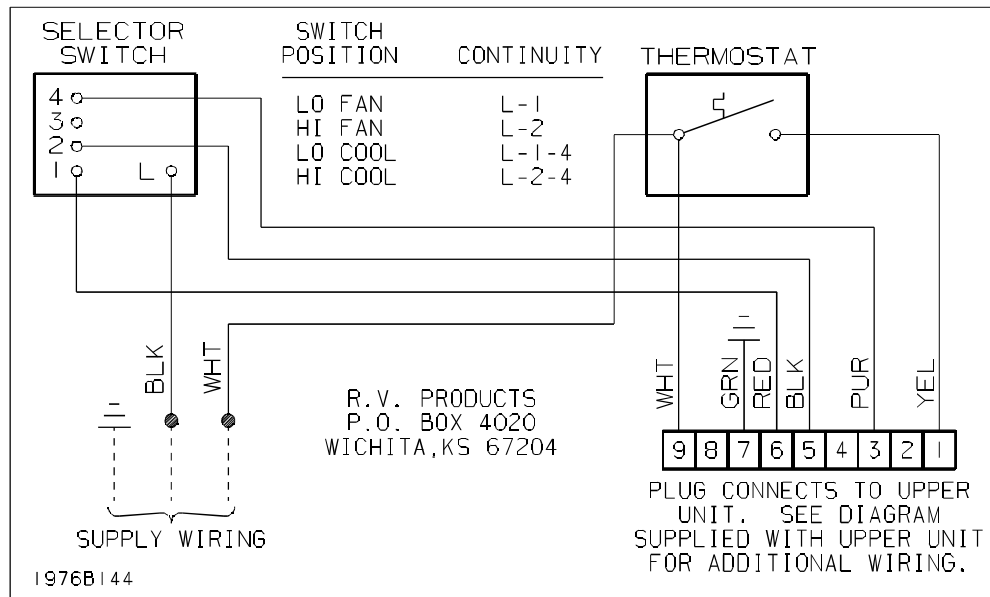 SELECTOR
SWITCH
4
3
2
1 L
SWITCH
POSITION CONTINUITY
LO FAN L-1
HI FAN L-2
LO COOL L-1-4
HI COOL L-2-4
THERMOSTAT
BLK
WHT
R.V. PRODUCTS
P.O. BOX 4020
WICHITA,KS 67204
WHT
GRN
RED
BLK
PUR
YEL
9 8 7 6 5 4 3 2 1
PLUG CONNECTS TO UPPER
UNIT. SEE DIAGRAM
SUPPLIED WITH UPPER UNIT
FOR ADDITIONAL WIRING.
SUPPLY WIRING
1976B144